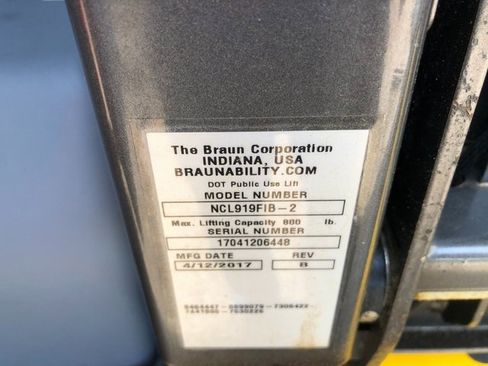 The Braun Corporation
INDIANA, USA
BRAUNABILITY.COM
DOT Public Use Lift
MODEL NUMBER
NCL919FIB-2
Max. Lifting Capacity 800 lb.
SERIAL NUMBER
17041206448
MFG DATE REV
4/12/2017 B